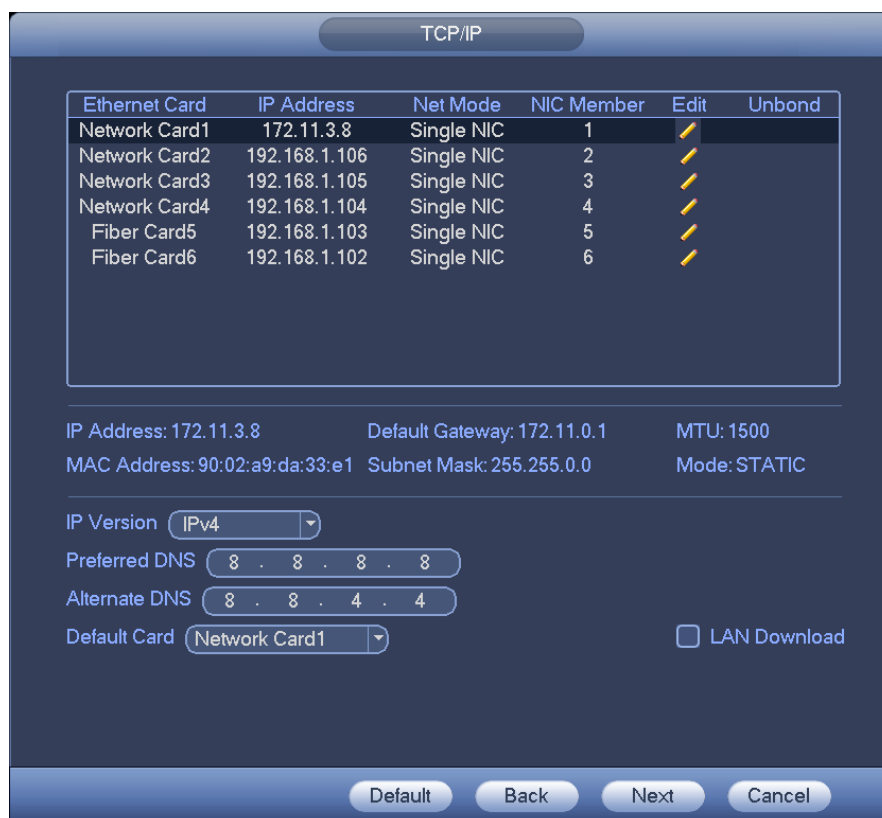 TCP/IP
Ethernet Card IP Address Net Mode NIC Member Edit Unbond
Network Card1 172.11.3.8 Single NIC 1
Network Card2 192.168.1.106 Single NIC 2
Network Card3 192.168.1.105 Single NIC 3
Network Card4 192.168.1.104 Single NIC 4
Fiber Card5 192.168.1.103 Single NIC 5
Fiber Card6 192.168.1.102 Single NIC 6
IP Address: 172.11.3.8 Default Gateway: 172.11.0.1 MTU: 1500
MAC Address: 90:02:a9:da:33:e1 Subnet Mask: 255.255.0.0 Mode: STATIC
IP Version IPv4
Preferred DNS 8 . 8 . 8 . 8
Alternate DNS 8 . 8 . 4 . 4
Default Card Network Card1 LAN Download
Default Back Next Cancel